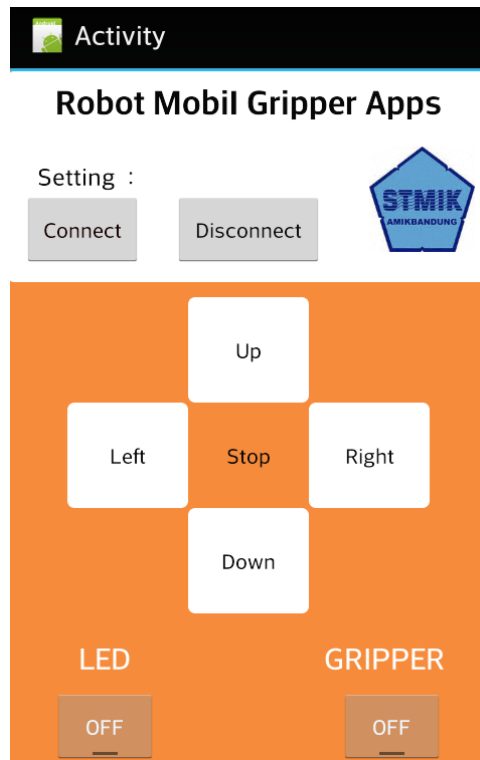 Activity
Robot Mobil Gripper Apps
Setting :
Connect Disconnect
STMIK
AMIKBANDUNG
Up
Left Stop Right
Down
LED GRIPPER
OFF OFF